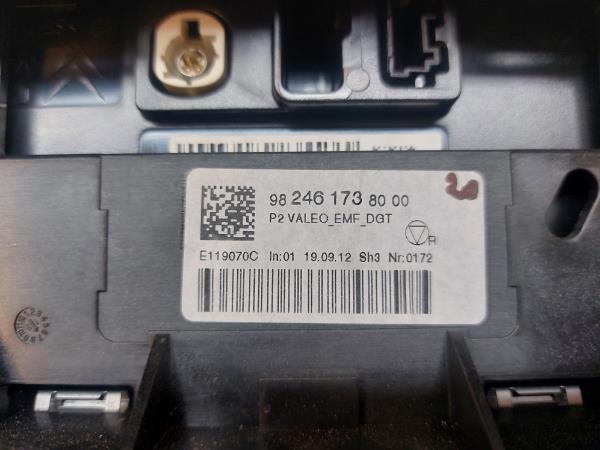 98 246 173 80 00
P2 VALEO_EMF_DGT
R
E119070C In:01 19.09.12 Sh3 Nr:0172